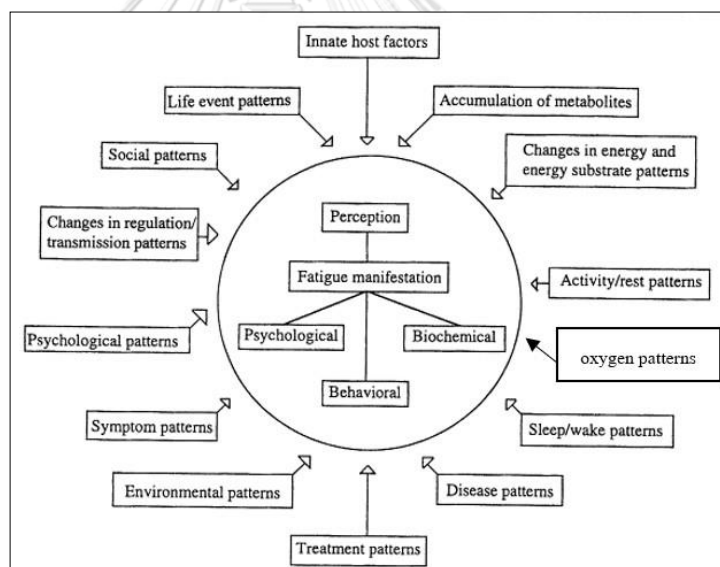 Innate host factors
Life event patterns
Accumulation of metabolites
Social patterns
Changes in energy and
energy substrate patterns
Changes in regulation/
transmission patterns
Perception
Fatigue manifestation
Activity/rest patterns
Psychological patterns
Psychological
Biochemical
oxygen patterns
Behavioral
Symptom patterns
Sleep/wake patterns
Environmental patterns
Disease patterns
Treatment patterns